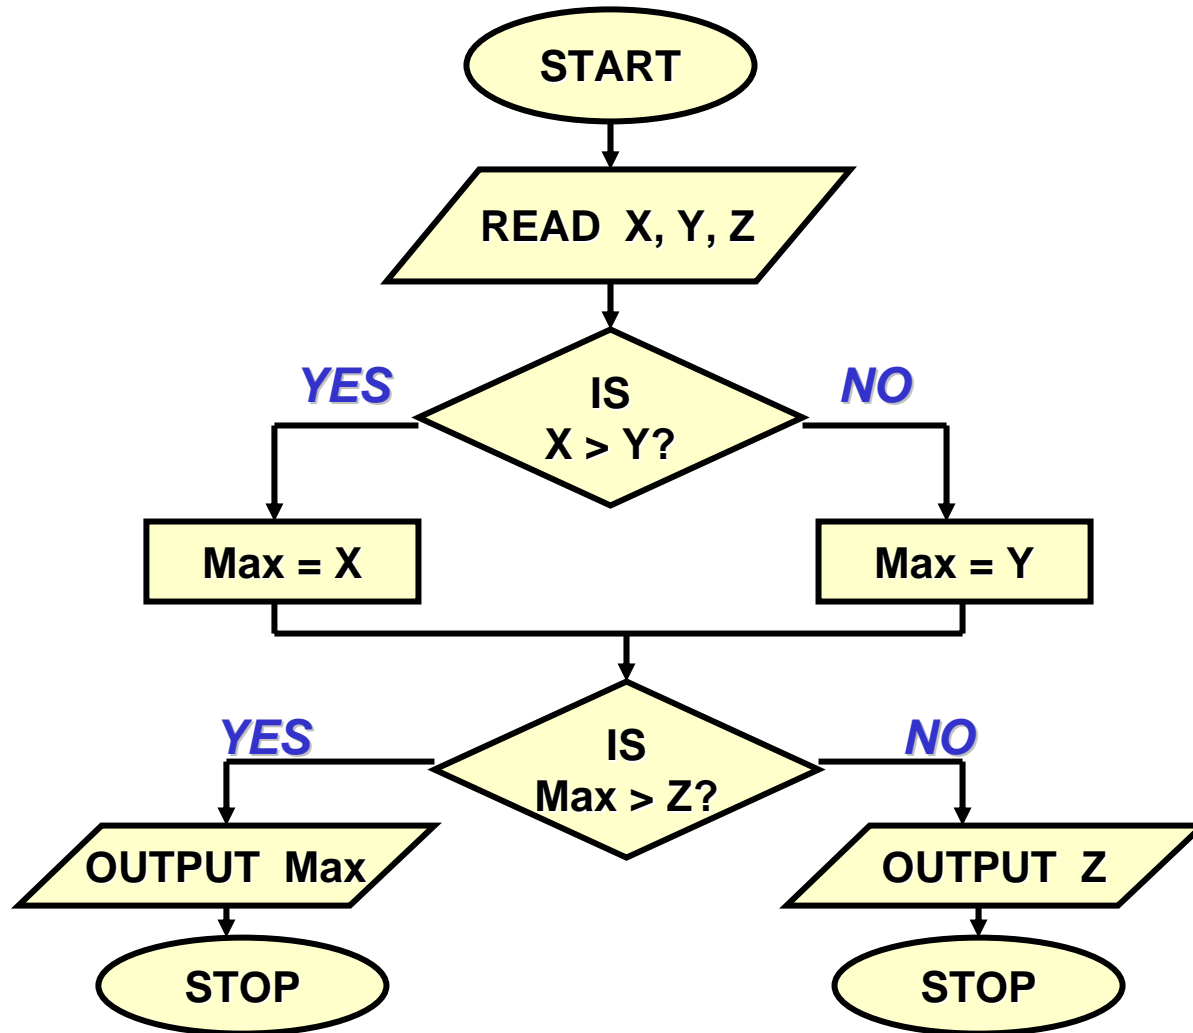 START
READ X, Y, Z
YES
NO
IS
X > Y?
Max = X
Max = Y
YES
NO
IS
Max > Z?
OUTPUT Max
OUTPUT Z
STOP
STOP